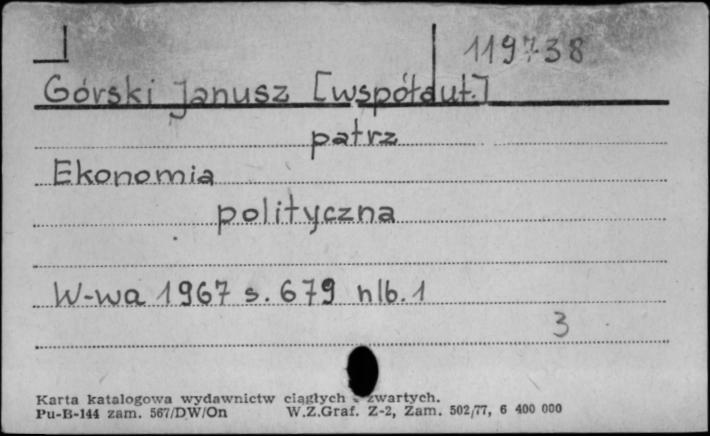 119738
Górski Janusz [współaut.]
patrz
Ekonomia
polityczna
W-wa 1967 s. 679 nlb. 1
3
Karta katalogowa wydawnictw ciągłych zwartych.
Pu-B-144 zam. 567/DW/On W.Z.Graf. Z-2, Zam. 502/77, 6 400 000